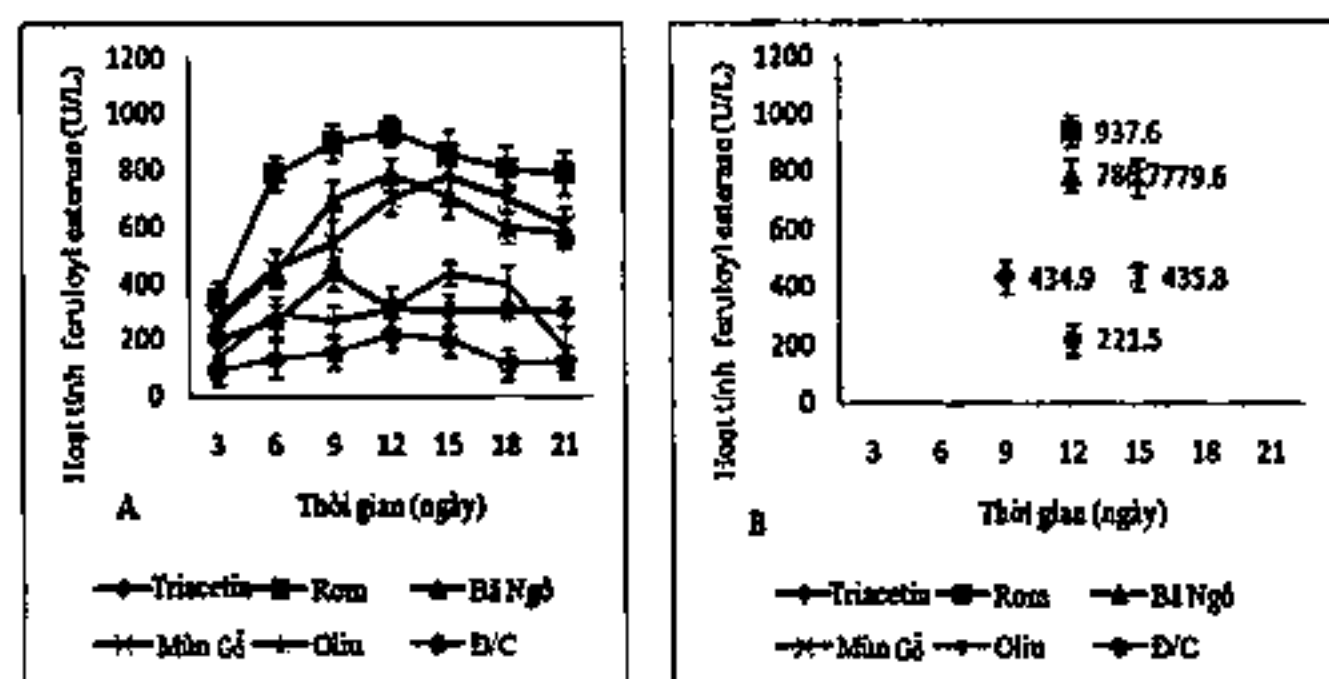 Hoạt tính feruloyl esterase (U/L)
1200
1000
800
600
400
200
0
3 6 9 12 15 18 21
A Thời gian (ngày)
Triacetin Rom Bã Ngô
Mùn Gỗ Oliu Đ/C
Hoạt tính feruloyl esterase (U/L)
1200
1000
800
600
400
200
0
937.6
779.6
434.9 435.8
221.5
3 6 9 12 15 18 21
B Thời gian (ngày)
Triacetin Rom Bã Ngô
Mùn Gỗ Oliu Đ/C